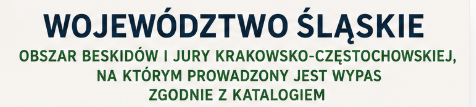 WOJEWÓDZTWO ŚLĄSKIE
OBSZAR BESKIDÓW I JURY KRAKOWSKO-CZĘSTOCHOWSKIEJ,
NA KTÓRYM PROWADZONY JEST WYPAS
ZGODNIE Z KATALOGIEM